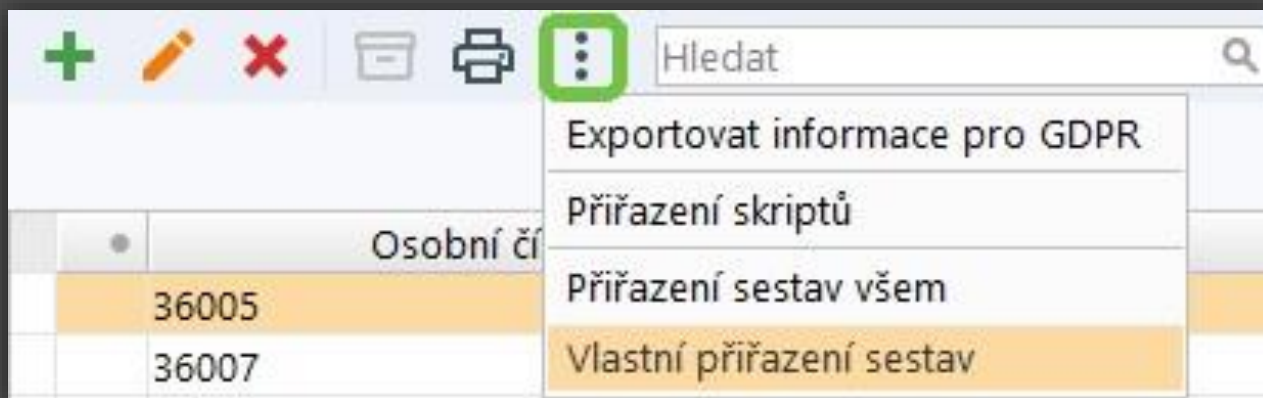 Hledat
Exportovat informace pro GDPR
Přiřazení skriptů
Osobní čí
Přiřazení sestav všem
36005
Vlastní přiřazení sestav
36007